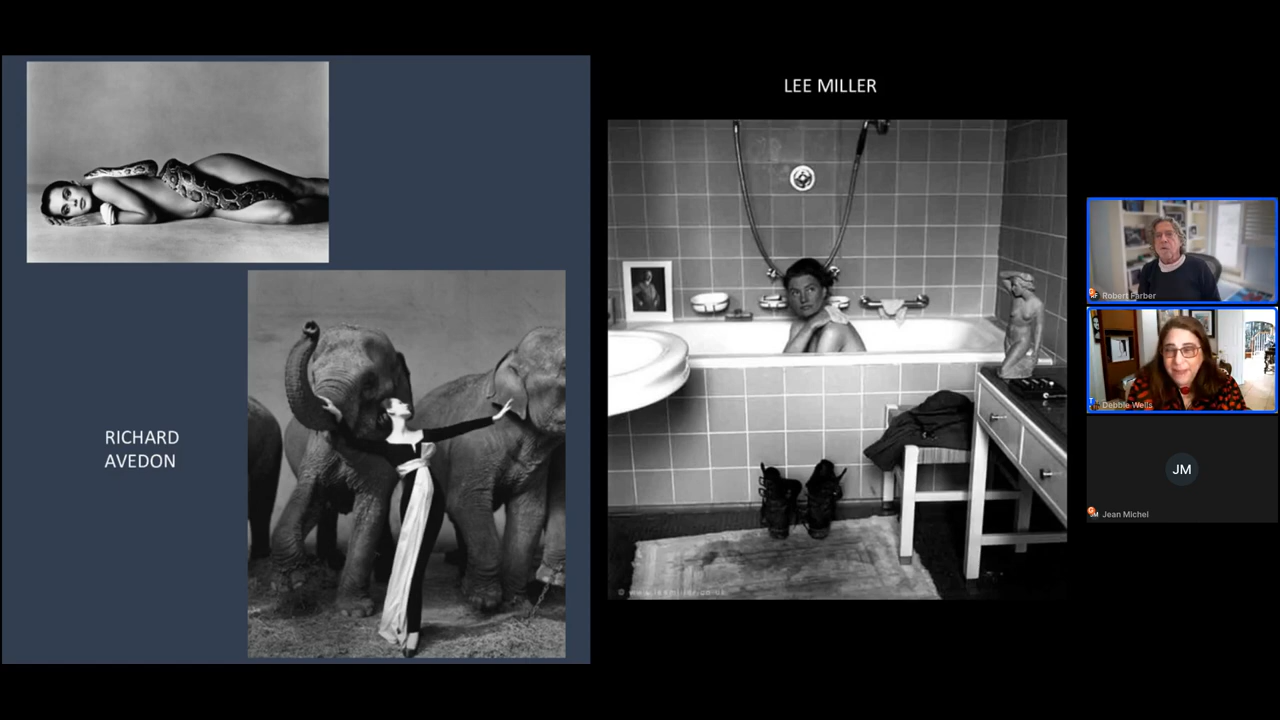 LEE MILLER
RICHARD
AVEDON
Robert Farber
Debbie Wells
JM
Jean Michel